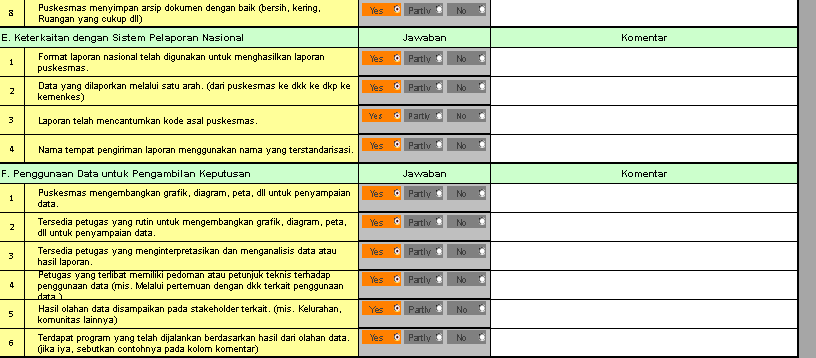 8 Puskesmas menyimpan arsip dokumen dengan baik (bersih, kering,
Ruangan yang cukup dll) Yes Partly No
E. Keterkaitan dengan Sistem Pelaporan Nasional Jawaban Komentar
1 Format laporan nasional telah digunakan untuk menghasilkan laporan
puskesmas. Yes Partly No
2 Data yang dilaporkan melalui satu arah. (dari puskesmas ke dkk ke dkp ke
kemenkes) Yes Partly No
3 Laporan telah mencantumkan kode asal puskesmas. Yes Partly No
4 Nama tempat pengiriman laporan menggunakan nama yang terstandarisasi. Yes Partly No
F. Penggunaan Data untuk Pengambilan Keputusan Jawaban Komentar
1 Puskesmas mengembangkan grafik, diagram, peta, dll untuk penyampaian
data. Yes Partly No
2 Tersedia petugas yang rutin untuk mengembangkan grafik, diagram, peta,
dll untuk penyampaian data. Yes Partly No
3 Tersedia petugas yang menginterpretasikan dan menganalisis data atau
hasil laporan. Yes Partly No
4 Petugas yang terlibat memiliki pedoman atau petunjuk teknis terhadap
penggunaan data (mis. Melalui pertemuan dengan dkk terkait penggunaan
data.) Yes Partly No
5 Hasil olahan data disampaikan pada stakeholder terkait. (mis. Kelurahan,
komunitas lainnya) Yes Partly No
6 Terdapat program yang telah dijalankan berdasarkan hasil dari olahan data.
(jika iya, sebutkan contohnya pada kolom komentar) Yes Partly No